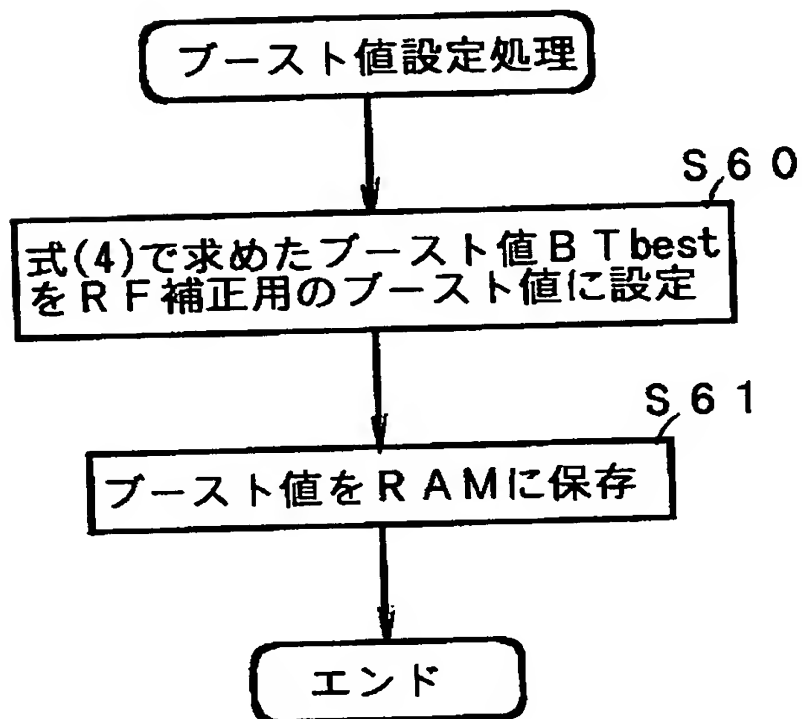 ブースト値設定処理
S60
式(4)で求めたブースト値BTbest
をRF補正用のブースト値に設定
S61
ブースト値をRAMに保存
エンド